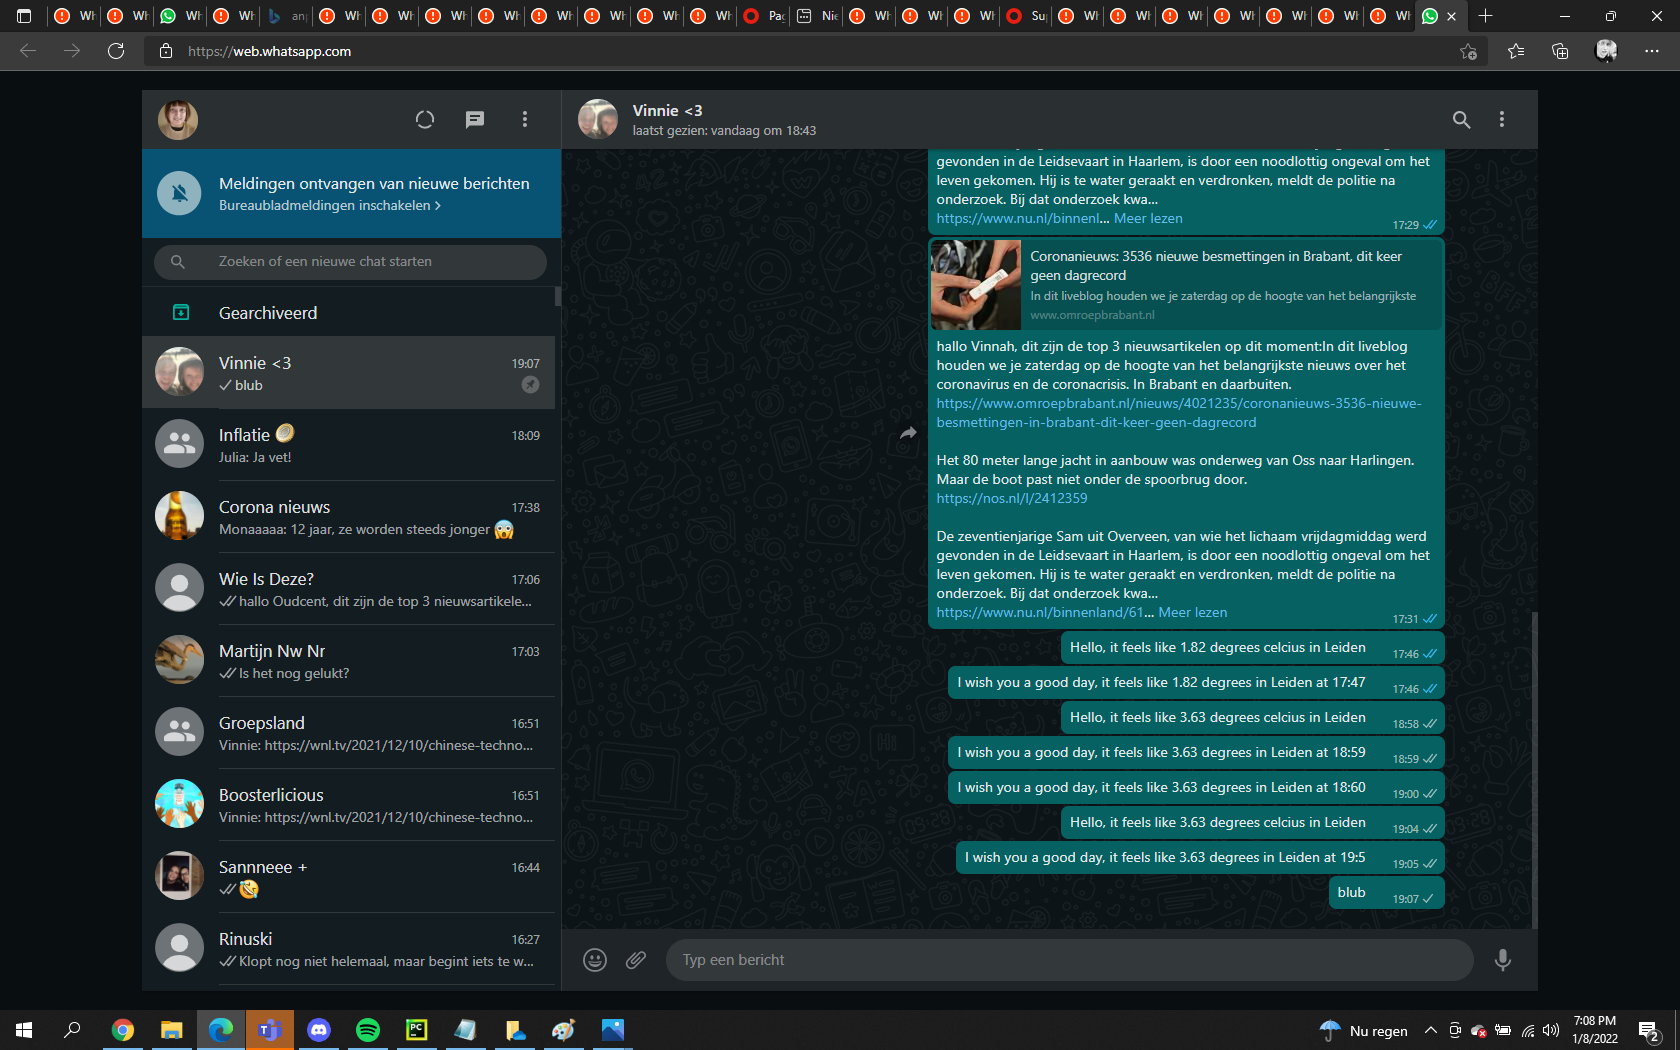 Wh
Wh
Wh
Wh
an
Wh
Wh
Wh
Wh
Wh
Wh
Wh
Wh
Pac
Nie
Wh
Wh
Wh
Su
Wh
Wh
Wh
Wh
Wh
Wh
Wh
https://web.whatsapp.com
Meldingen ontvangen van nieuwe berichten
Bureaubladmeldingen inschakelen >
Zoeken of een nieuwe chat starten
Gearchiveerd
Vinnie <3 19:07
blub
Inflatie 18:09
Julia: Ja vet!
Corona nieuws 17:38
Monaaaaa: 12 jaar, ze worden steeds jonger 😱
Wie Is Deze? 17:06
hallo Oudcent, dit zijn de top 3 nieuwsartikele...
Martijn Nw Nr 17:03
Is het nog gelukt?
Groepsland 16:51
Vinnie: https://wnl.tv/2021/12/10/chinese-techno...
Boosterlicious 16:51
Vinnie: https://wnl.tv/2021/12/10/chinese-techno...
Sannneee + 16:44
🤣
Rinuski 16:27
Klopt nog niet helemaal, maar begint iets te w...
Vinnie <3
laatst gezien: vandaag om 18:43
gevonden in de Leidsevaart in Haarlem, is door een noodlottig ongeval om het
leven gekomen. Hij is te water geraakt en verdronken, meldt de politie na
onderzoek. Bij dat onderzoek kwa...
https://www.nu.nl/binnenl... Meer lezen
17:29
Coronanieuws: 3536 nieuwe besmettingen in Brabant, dit keer
geen dagrecord
In dit liveblog houden we je zaterdag op de hoogte van het belangrijkste
www.omroepbrabant.nl
hallo Vinnah, dit zijn de top 3 nieuwsartikelen op dit moment:In dit liveblog
houden we je zaterdag op de hoogte van het belangrijkste nieuws over het
coronavirus en de coronacrisis. In Brabant en daarbuiten.
https://www.omroepbrabant.nl/nieuws/4021235/coronanieuws-3536-nieuwe-
besmettingen-in-brabant-dit-keer-geen-dagrecord
Het 80 meter lange jacht in aanbouw was onderweg van Oss naar Harlingen.
Maar de boot past niet onder de spoorbrug door.
https://nos.nl/l/2412359
De zeventienjarige Sam uit Overveen, van wie het lichaam vrijdagmiddag werd
gevonden in de Leidsevaart in Haarlem, is door een noodlottig ongeval om het
leven gekomen. Hij is te water geraakt en verdronken, meldt de politie na
onderzoek. Bij dat onderzoek kwa...
https://www.nu.nl/binnenland/61... Meer lezen
17:31
Hello, it feels like 1.82 degrees celcius in Leiden 17:46
I wish you a good day, it feels like 1.82 degrees in Leiden at 17:47 17:46
Hello, it feels like 3.63 degrees celcius in Leiden 18:58
I wish you a good day, it feels like 3.63 degrees in Leiden at 18:59 18:59
I wish you a good day, it feels like 3.63 degrees in Leiden at 18:60 19:00
Hello, it feels like 3.63 degrees celcius in Leiden 19:04
I wish you a good day, it feels like 3.63 degrees in Leiden at 19:5 19:05
blub 19:07
Typ een bericht
Nu regen
7:08 PM
1/8/2022
2